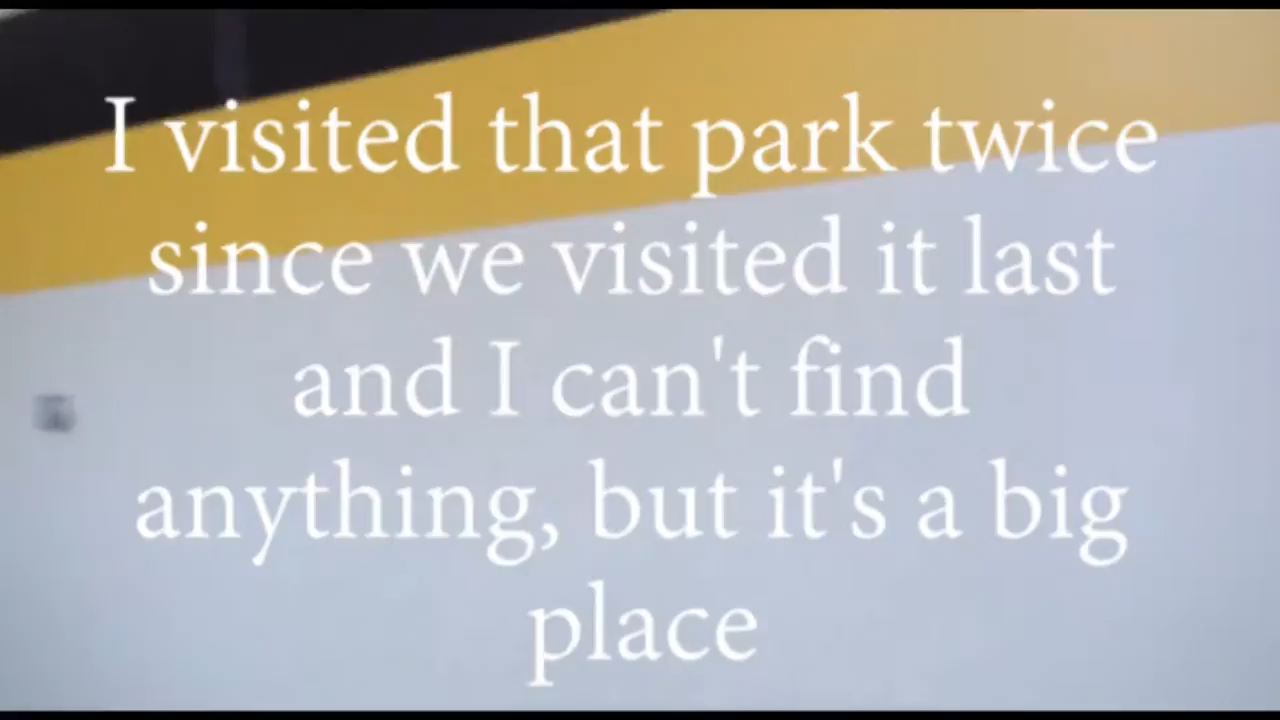 I visited that park twice
since we visited it last
and I can't find
anything, but it's a big
place